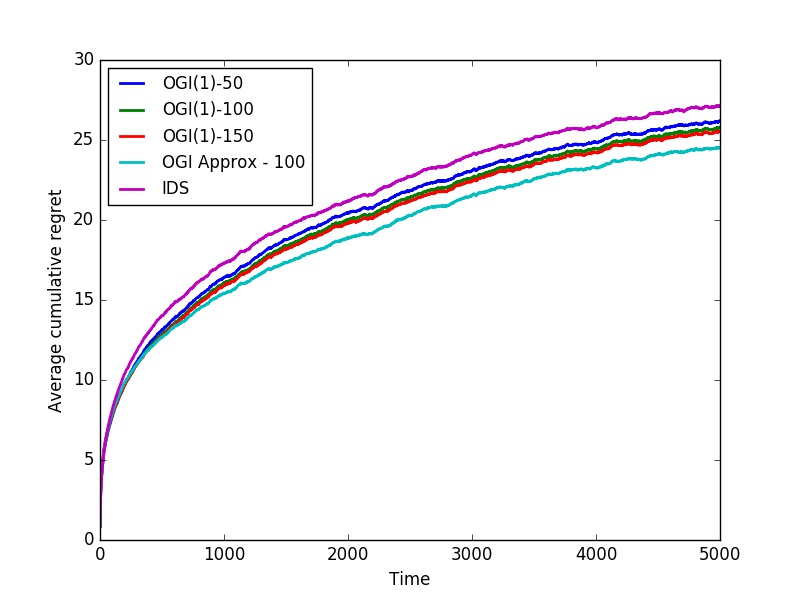 30
25
20
15
10
5
0
OGI(1)-50
OGI(1)-100
OGI(1)-150
OGI Approx - 100
IDS
Average cumulative regret
0 1000 2000 3000 4000 5000
Time